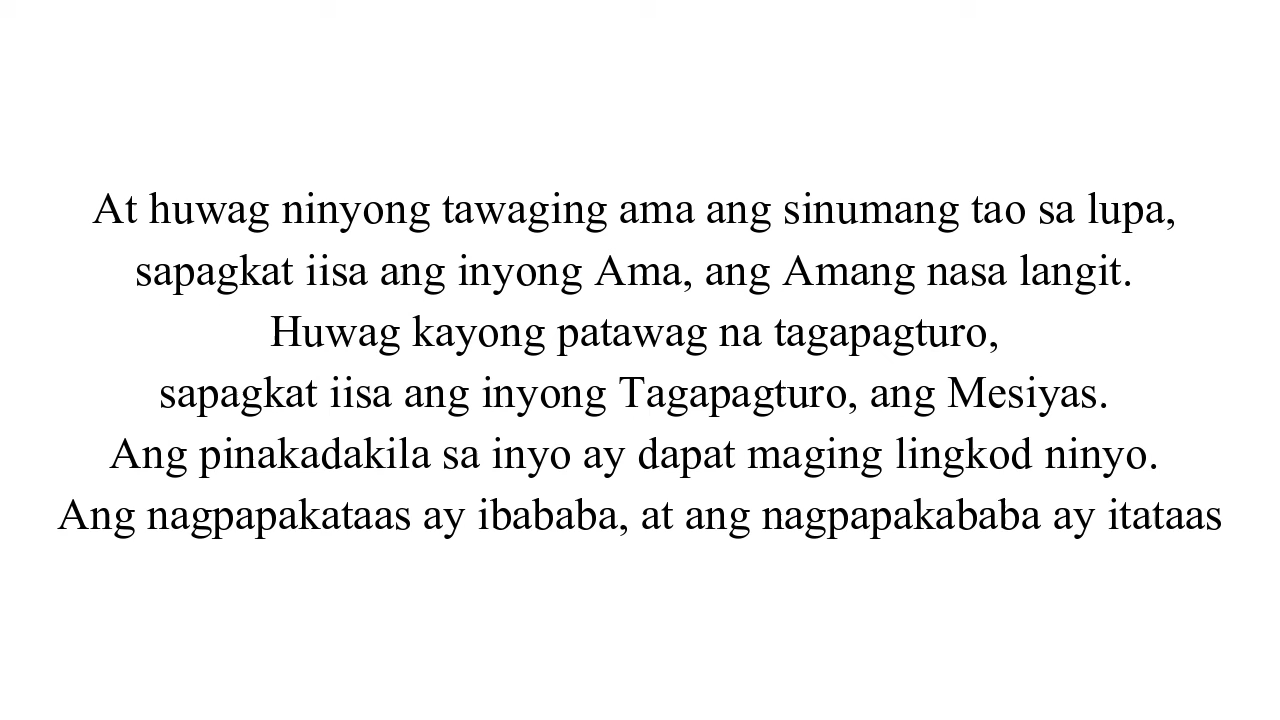 At huwag ninyong tawaging ama ang sinumang tao sa lupa,
sapagkat iisa ang inyong Ama, ang Amang nasa langit.
Huwag kayong patawag na tagapagturo,
sapagkat iisa ang inyong Tagapagturo, ang Mesiyas.
Ang pinakadakila sa inyo ay dapat maging lingkod ninyo.
Ang nagpapakataas ay ibababa, at ang nagpapakababa ay itataas